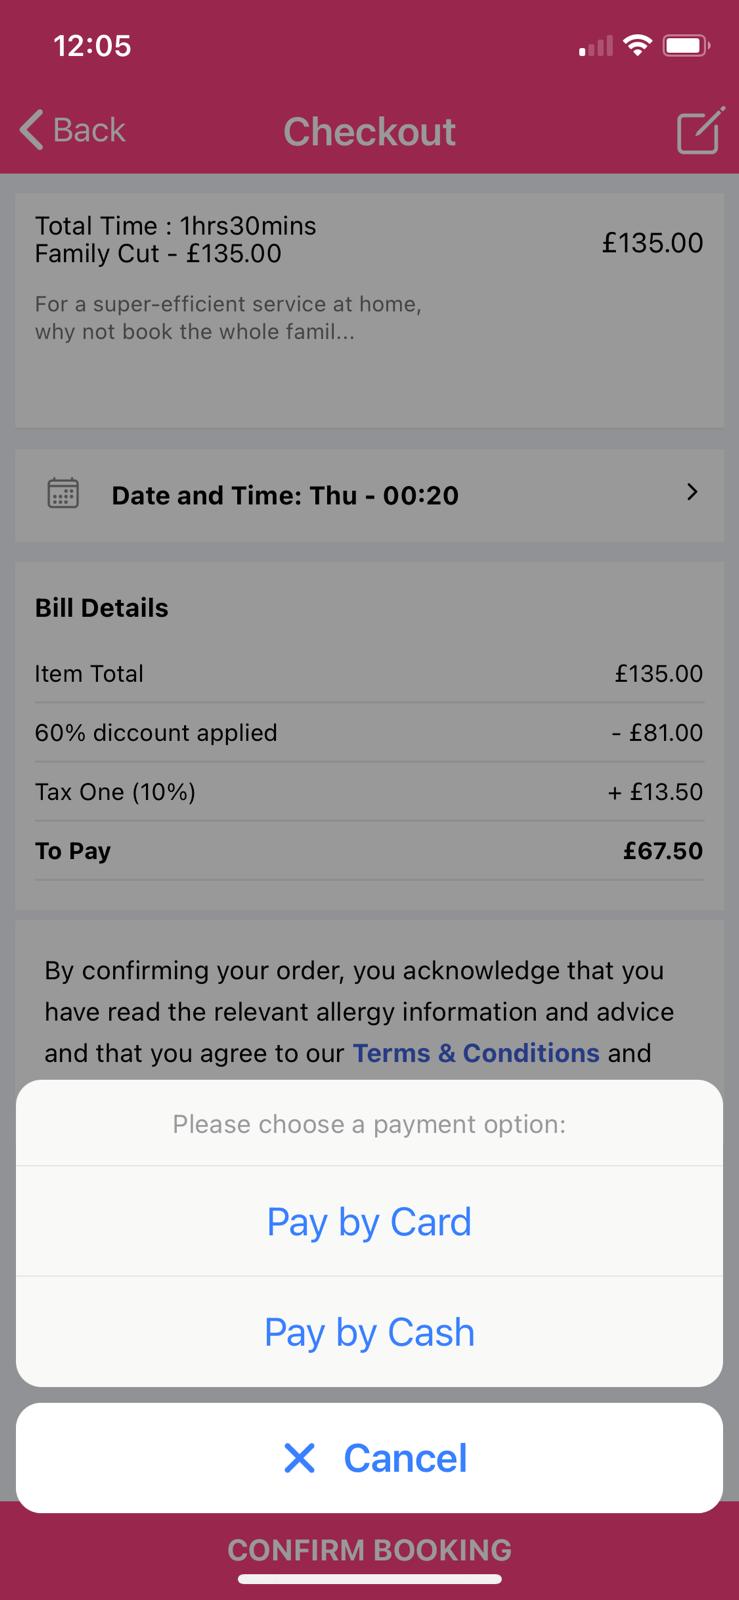 12:05
Back
Checkout
Total Time : 1hrs30mins
Family Cut - £135.00
£135.00
For a super-efficient service at home,
why not book the whole famil...
Date and Time: Thu - 00:20
Bill Details
Item Total £135.00
60% diccount applied - £81.00
Tax One (10%) + £13.50
To Pay £67.50
By confirming your order, you acknowledge that you
have read the relevant allergy information and advice
and that you agree to our Terms & Conditions and
Please choose a payment option:
Pay by Card
Pay by Cash
Cancel
CONFIRM BOOKING